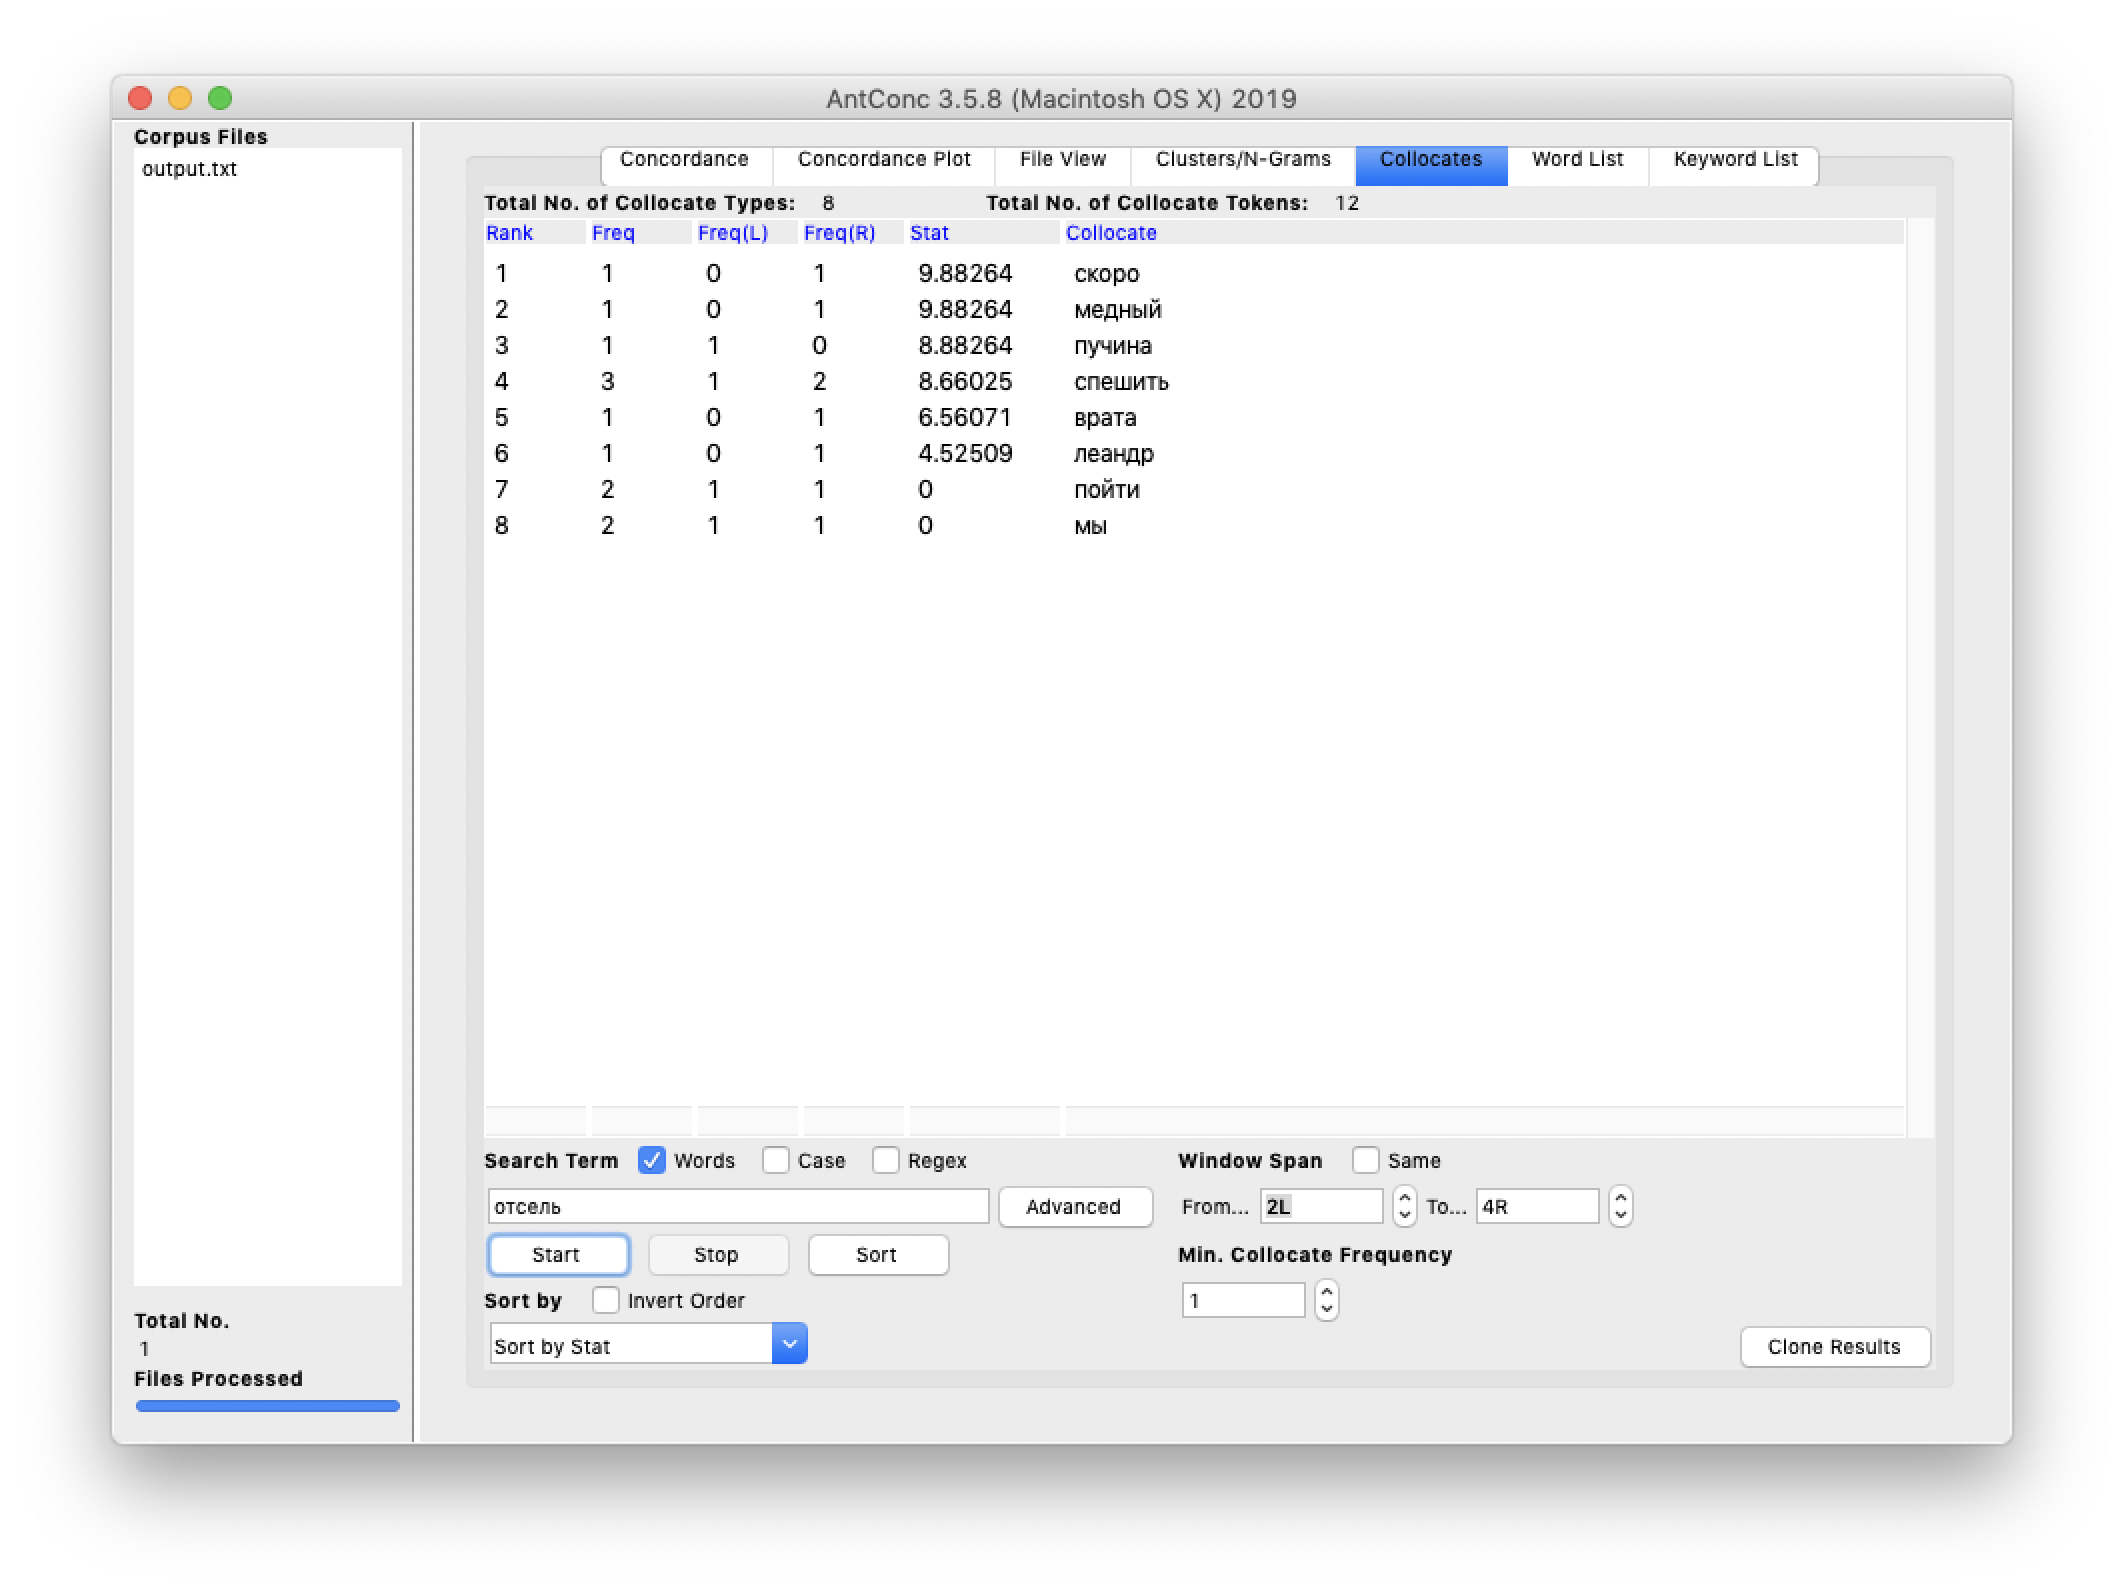 AntConc 3.5.8 (Macintosh OS X) 2019
Corpus Files
output.txt
Concordance Concordance Plot File View Clusters/N-Grams Collocates Word List Keyword List
Total No. of Collocate Types: 8 Total No. of Collocate Tokens: 12
Rank Freq Freq(L) Freq(R) Stat Collocate
1 1 0 1 9.88264 скоро
2 1 0 1 9.88264 медный
3 1 1 0 8.88264 пучина
4 3 1 2 8.66025 спешить
5 1 0 1 6.56071 врата
6 1 0 1 4.52509 леандр
7 2 1 1 0 пойти
8 2 1 1 0 мы
Search Term Words Case Regex Window Span Same
отсель Advanced From... 2L To... 4R
Start Stop Sort Min. Collocate Frequency
Sort by Invert Order 1
Sort by Stat Clone Results
Total No.
1
Files Processed